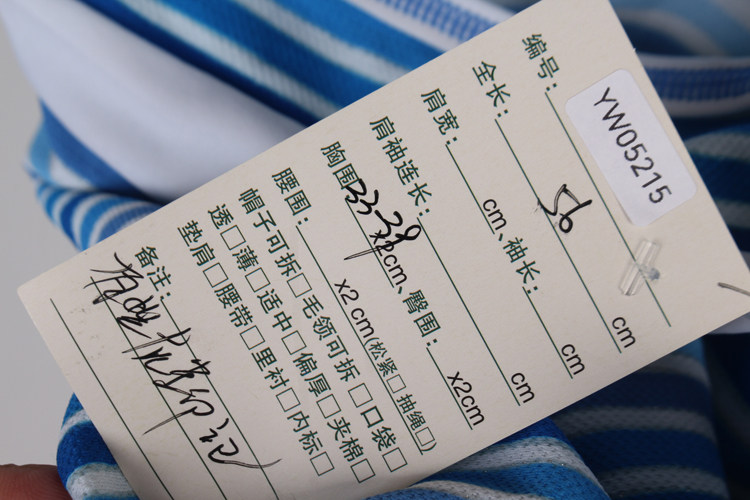 编号:
YW05215
全长: 56 cm
肩宽: cm、袖长: cm
肩袖连长: cm
胸围 33-38 x2cm、臀围: x2cm
腰围: x2 cm(松紧□ 抽绳□)
帽子可拆□ 毛领可拆□ 口袋□
透□ 薄□ 适中□ 偏厚□ 夹棉□
垫肩□ 腰带□ 里衬□ 内标□
备注: